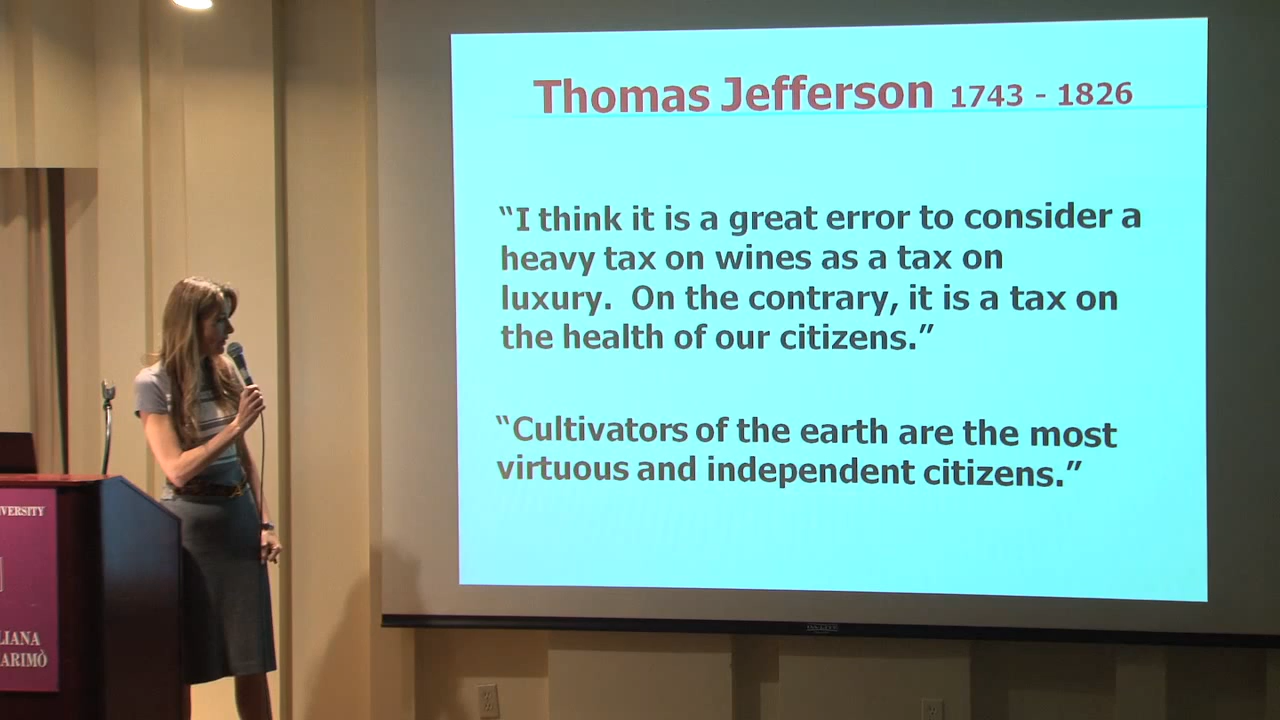 Thomas Jefferson 1743 - 1826
“I think it is a great error to consider a
heavy tax on wines as a tax on
luxury. On the contrary, it is a tax on
the health of our citizens.”
“Cultivators of the earth are the most
virtuous and independent citizens.”
VERSITY
LIANA
ARIMÒ